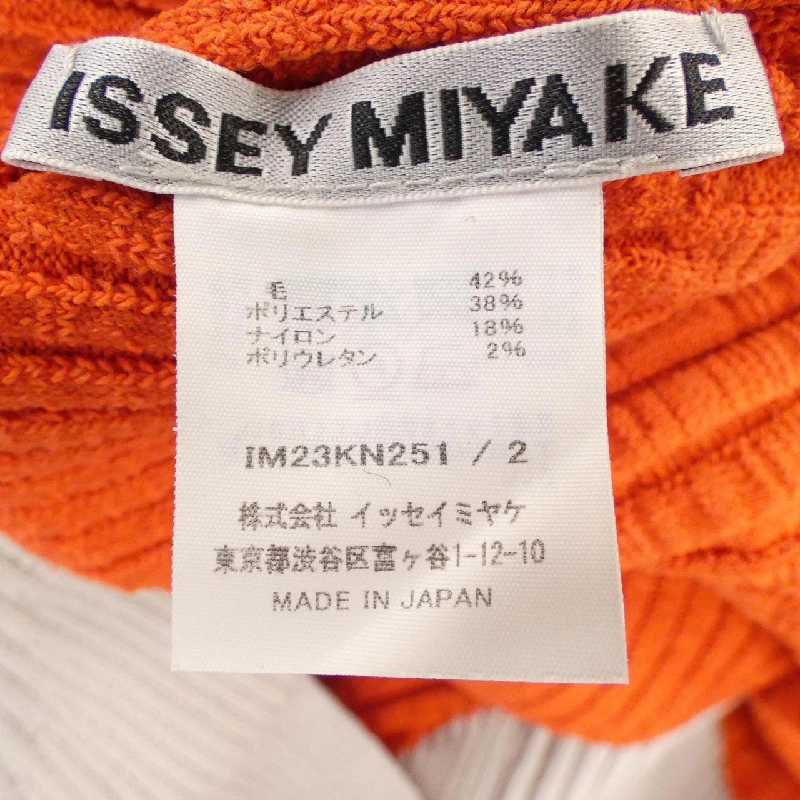 ISSEY MIYAKE
毛 42%
ポリエステル 38%
ナイロン 18%
ポリウレタン 2%
IM23KN251 / 2
株式会社 イッセイミヤケ
東京都渋谷区富ヶ谷1-12-10
MADE IN JAPAN